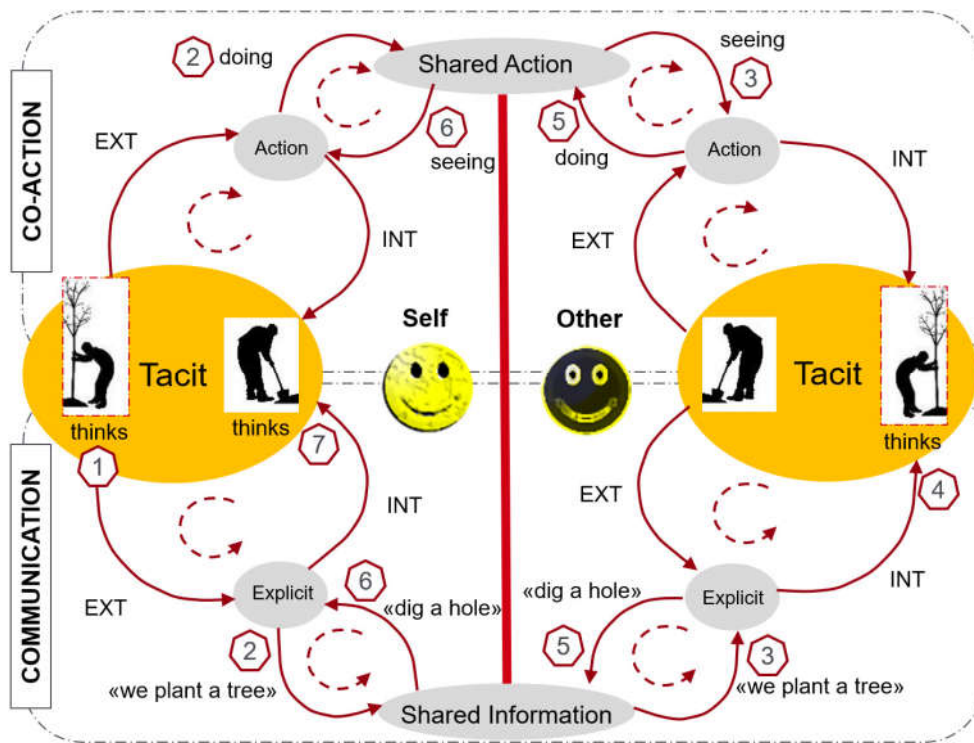 2
doing
Shared Action
seeing
3
EXT
Action
6
seeing
5
doing
Action
INT
CO-ACTION
INT
EXT
Self
Other
Tacit
thinks
thinks
Tacit
thinks
1
7
4
COMMUNICATION
INT
EXT
EXT
Explicit
6
«dig a hole»
«dig a hole»
Explicit
INT
2
5
3
«we plant a tree»
«we plant a tree»
Shared Information